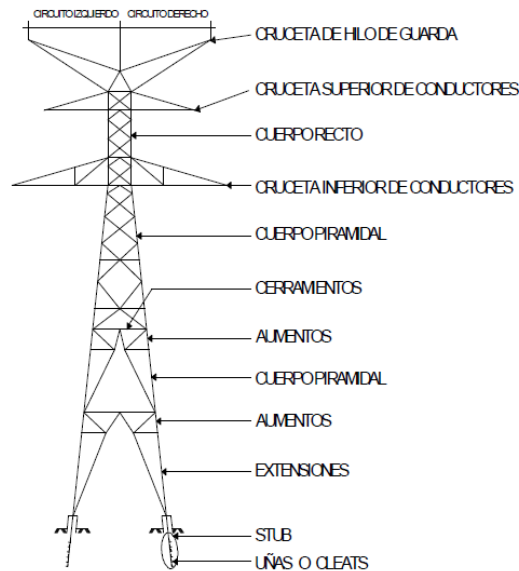 CIRCUITO IZQUIERDO CIRCUITO DERECHO
CRUCETA DE HILO DE GUARDA
CRUCETA SUPERIOR DE CONDUCTORES
CUERPO RECTO
CRUCETA INFERIOR DE CONDUCTORES
CUERPO PIRAMIDAL
CERRAMIENTOS
AUMENTOS
CUERPO PIRAMIDAL
AUMENTOS
EXTENSIONES
STUB
UÑAS O CLEATS